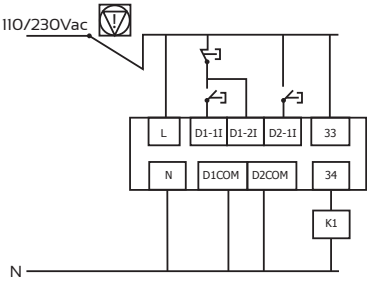 110/230Vac
L D1-1I D1-2I D2-1I 33
N D1COM D2COM 34
K1
N